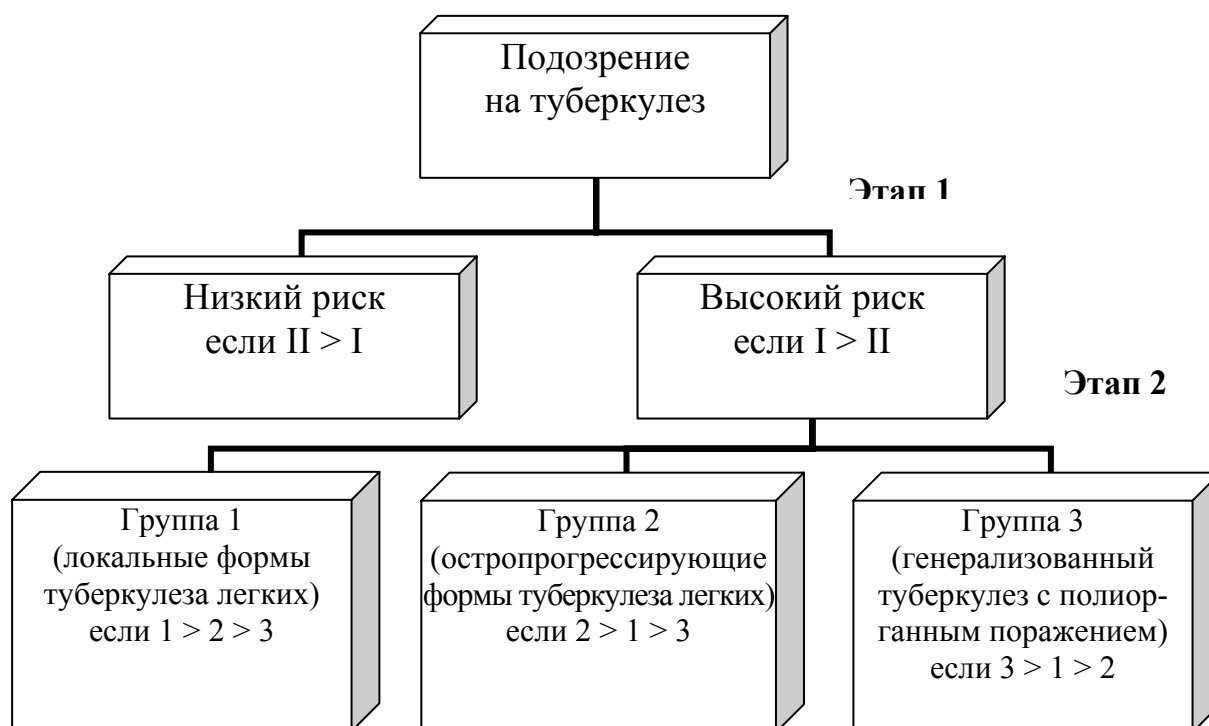 Подозрение
на туберкулез
Этап 1
Низкий риск
если II > I
Высокий риск
если I > II
Этап 2
Группа 1
(локальные формы
туберкулеза легких)
если 1 > 2 > 3
Группа 2
(остропрогрессирующие
формы туберкулеза легких)
если 2 > 1 > 3
Группа 3
(генерализованный
туберкулез с полиор-
ганным поражением)
если 3 > 1 > 2